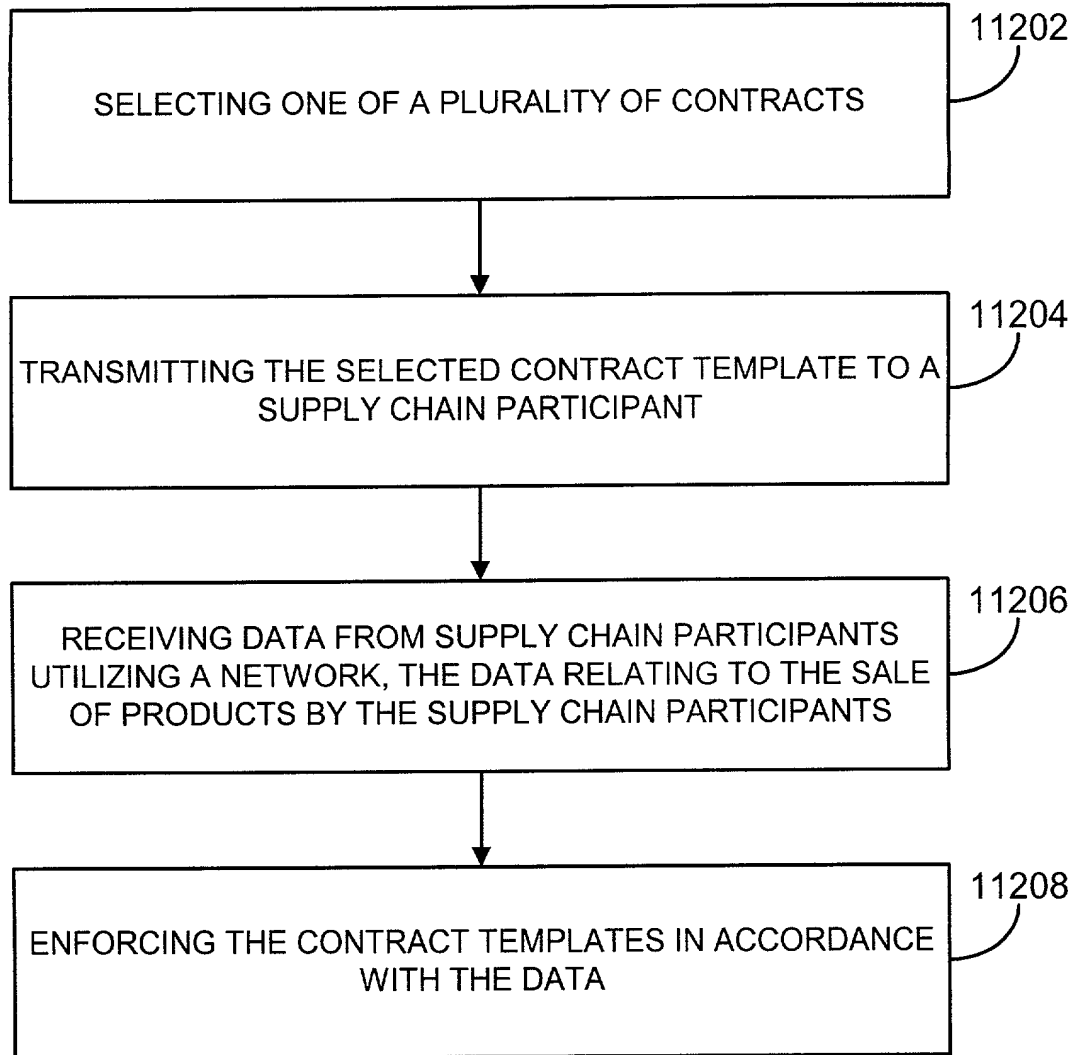 11202
SELECTING ONE OF A PLURALITY OF CONTRACTS
11204
TRANSMITTING THE SELECTED CONTRACT TEMPLATE TO A
SUPPLY CHAIN PARTICIPANT
11206
RECEIVING DATA FROM SUPPLY CHAIN PARTICIPANTS
UTILIZING A NETWORK, THE DATA RELATING TO THE SALE
OF PRODUCTS BY THE SUPPLY CHAIN PARTICIPANTS
11208
ENFORCING THE CONTRACT TEMPLATES IN ACCORDANCE
WITH THE DATA